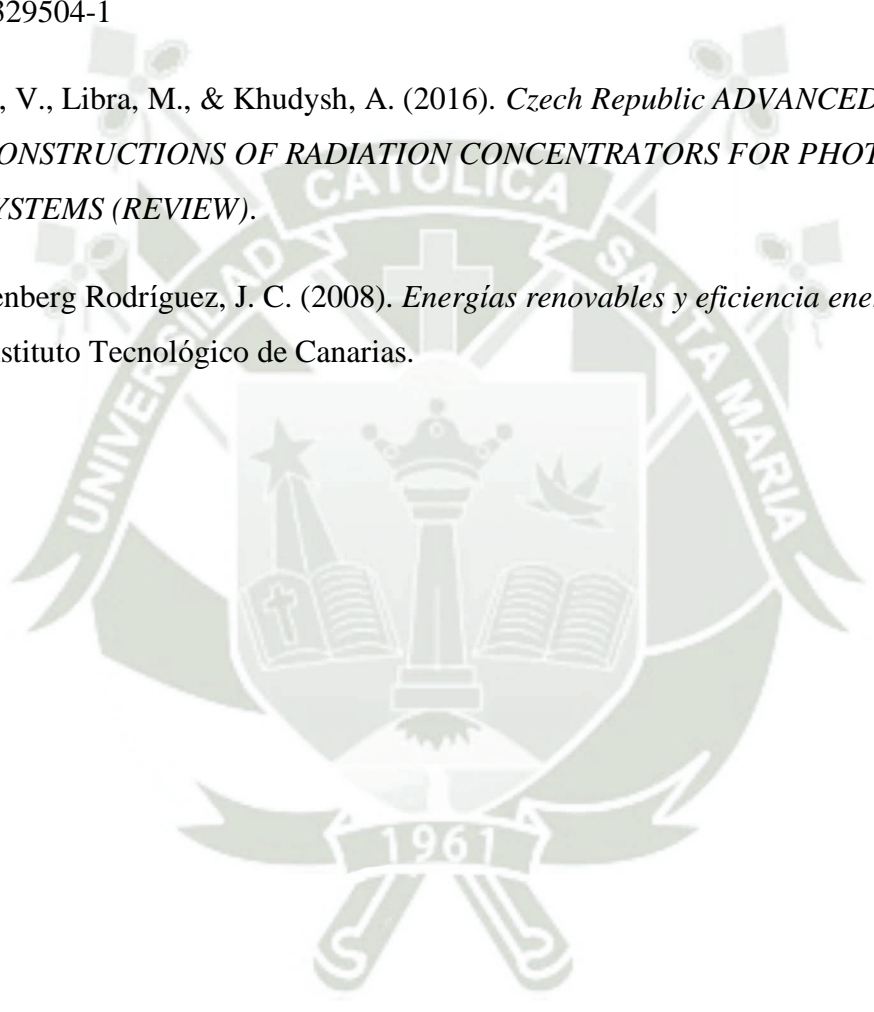 329504-1
, V., Libra, M., & Khudysh, A. (2016). Czech Republic ADVANCED
ONSTRUCTIONS OF RADIATION CONCENTRATORS FOR PHOT
YSTEMS (REVIEW).
enberg Rodríguez, J. C. (2008). Energías renovables y eficiencia ene
stituto Tecnológico de Canarias.
UNIVERSIDAD CATOLICA SANTA MARIA
1961